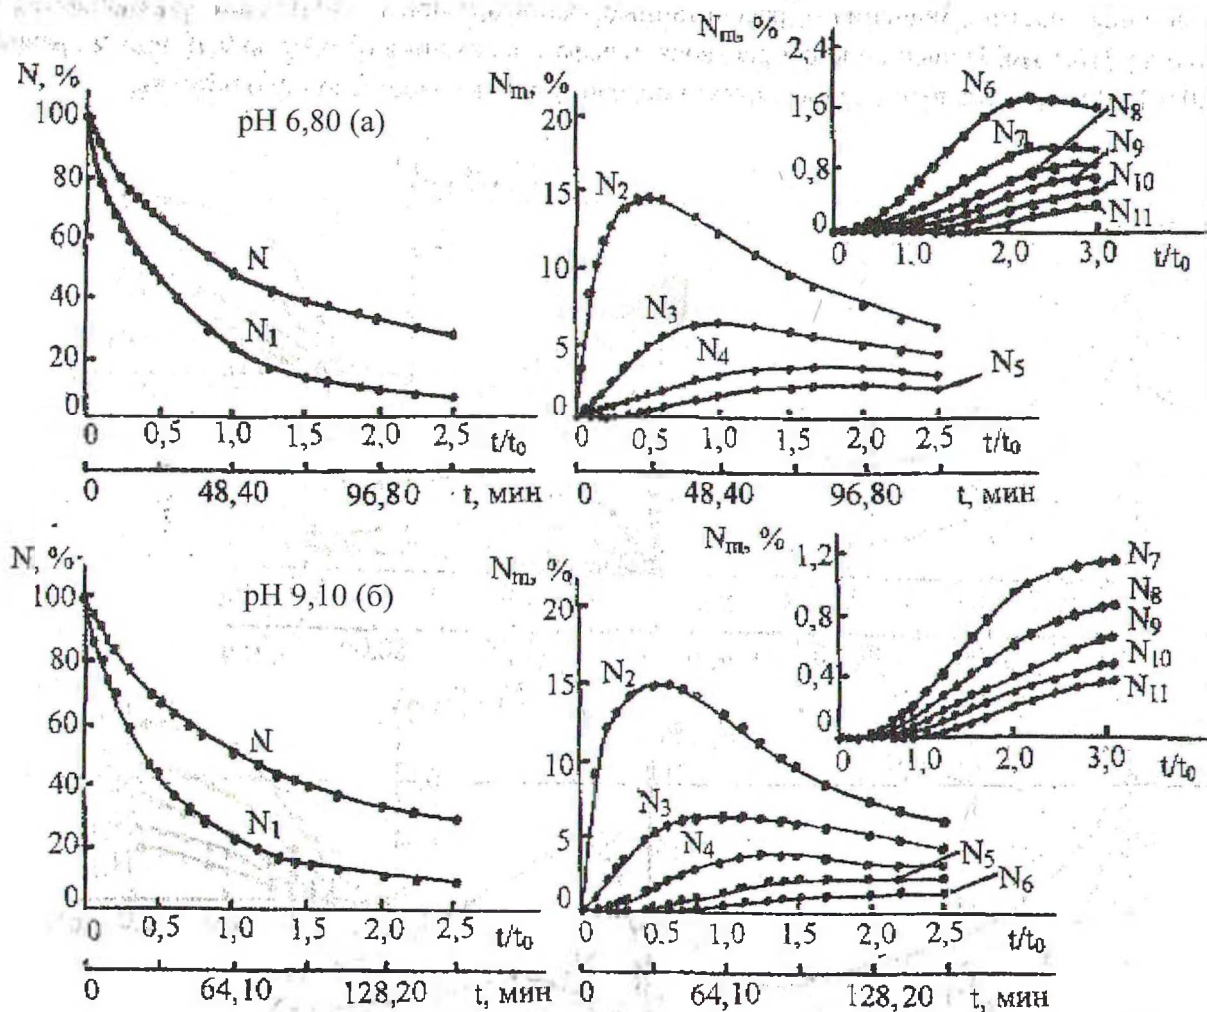 N, %
100
80
60
40
20
0
pH 6,80 (a)
N
N1
0 0,5 1,0 1,5 2,0 2,5 t/t0
0 48,40 96,80 t, мин
Nm, %
20
15
10
5
0
N2
N3
N4
N5
0 0,5 1,0 1,5 2,0 2,5 t/t0
0 48,40 96,80 t, мин
Nm, %
2,4
1,6
0,8
0
N6
N7
N8
N9
N10
N11
0 1,0 2,0 3,0 t/t0
N, %
100
80
60
40
20
0
pH 9,10 (б)
N
N1
0 0,5 1,0 1,5 2,0 2,5 t/t0
0 64,10 128,20 t, мин
Nm, %
20
15
10
5
0
N2
N3
N4
N5
N6
0 0,5 1,0 1,5 2,0 2,5 t/t0
0 64,10 128,20 t, мин
Nm, %
1,2
0,8
0,4
0
N7
N8
N9
N10
N11
0 1,0 2,0 3,0 t/t0